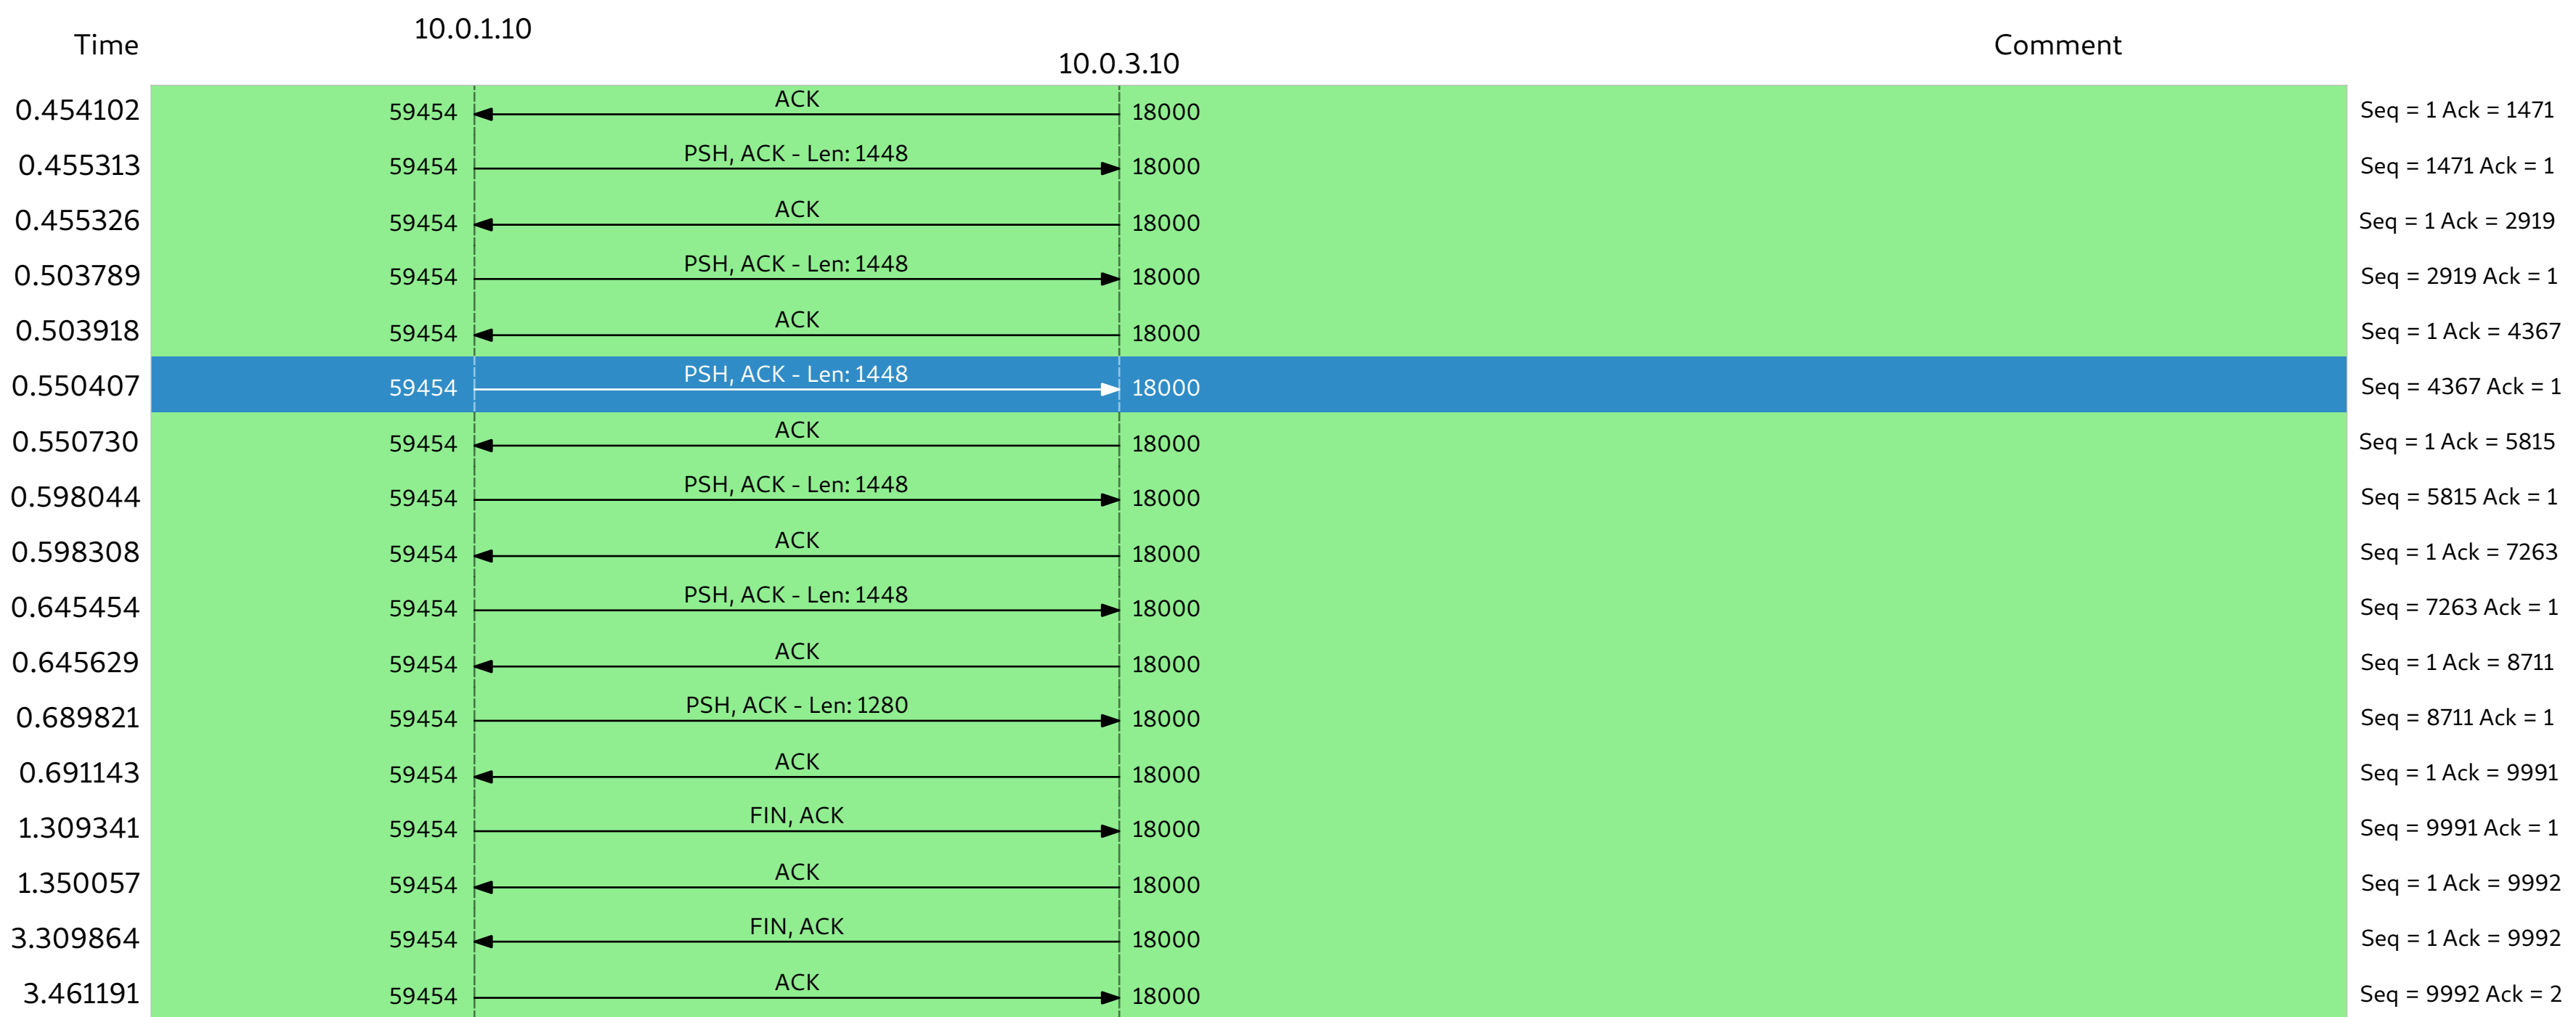 Time 10.0.1.10 10.0.3.10 Comment
0.454102 59454 ACK 18000 Seq = 1 Ack = 1471
0.455313 59454 PSH, ACK - Len: 1448 18000 Seq = 1471 Ack = 1
0.455326 59454 ACK 18000 Seq = 1 Ack = 2919
0.503789 59454 PSH, ACK - Len: 1448 18000 Seq = 2919 Ack = 1
0.503918 59454 ACK 18000 Seq = 1 Ack = 4367
0.550407 59454 PSH, ACK - Len: 1448 18000 Seq = 4367 Ack = 1
0.550730 59454 ACK 18000 Seq = 1 Ack = 5815
0.598044 59454 PSH, ACK - Len: 1448 18000 Seq = 5815 Ack = 1
0.598308 59454 ACK 18000 Seq = 1 Ack = 7263
0.645454 59454 PSH, ACK - Len: 1448 18000 Seq = 7263 Ack = 1
0.645629 59454 ACK 18000 Seq = 1 Ack = 8711
0.689821 59454 PSH, ACK - Len: 1280 18000 Seq = 8711 Ack = 1
0.691143 59454 ACK 18000 Seq = 1 Ack = 9991
1.309341 59454 FIN, ACK 18000 Seq = 9991 Ack = 1
1.350057 59454 ACK 18000 Seq = 1 Ack = 9992
3.309864 59454 FIN, ACK 18000 Seq = 1 Ack = 9992
3.461191 59454 ACK 18000 Seq = 9992 Ack = 2